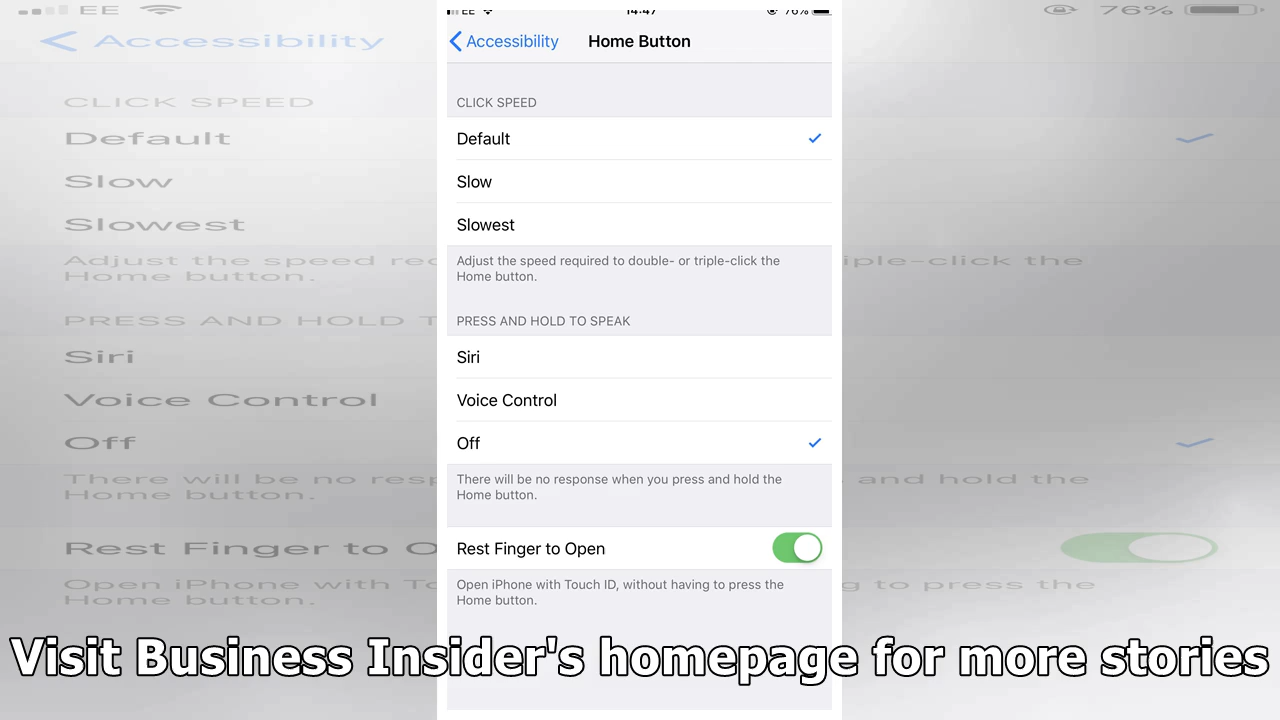 EE 14:47 76%
Accessibility Home Button
CLICK SPEED
Default
Slow
Slowest
Adjust the speed required to double- or triple-click the
Home button.
PRESS AND HOLD TO SPEAK
Siri
Voice Control
Off
There will be no response when you press and hold the
Home button.
Rest Finger to Open
Open iPhone with Touch ID, without having to press the
Home button.
Visit Business Insider's homepage for more stories